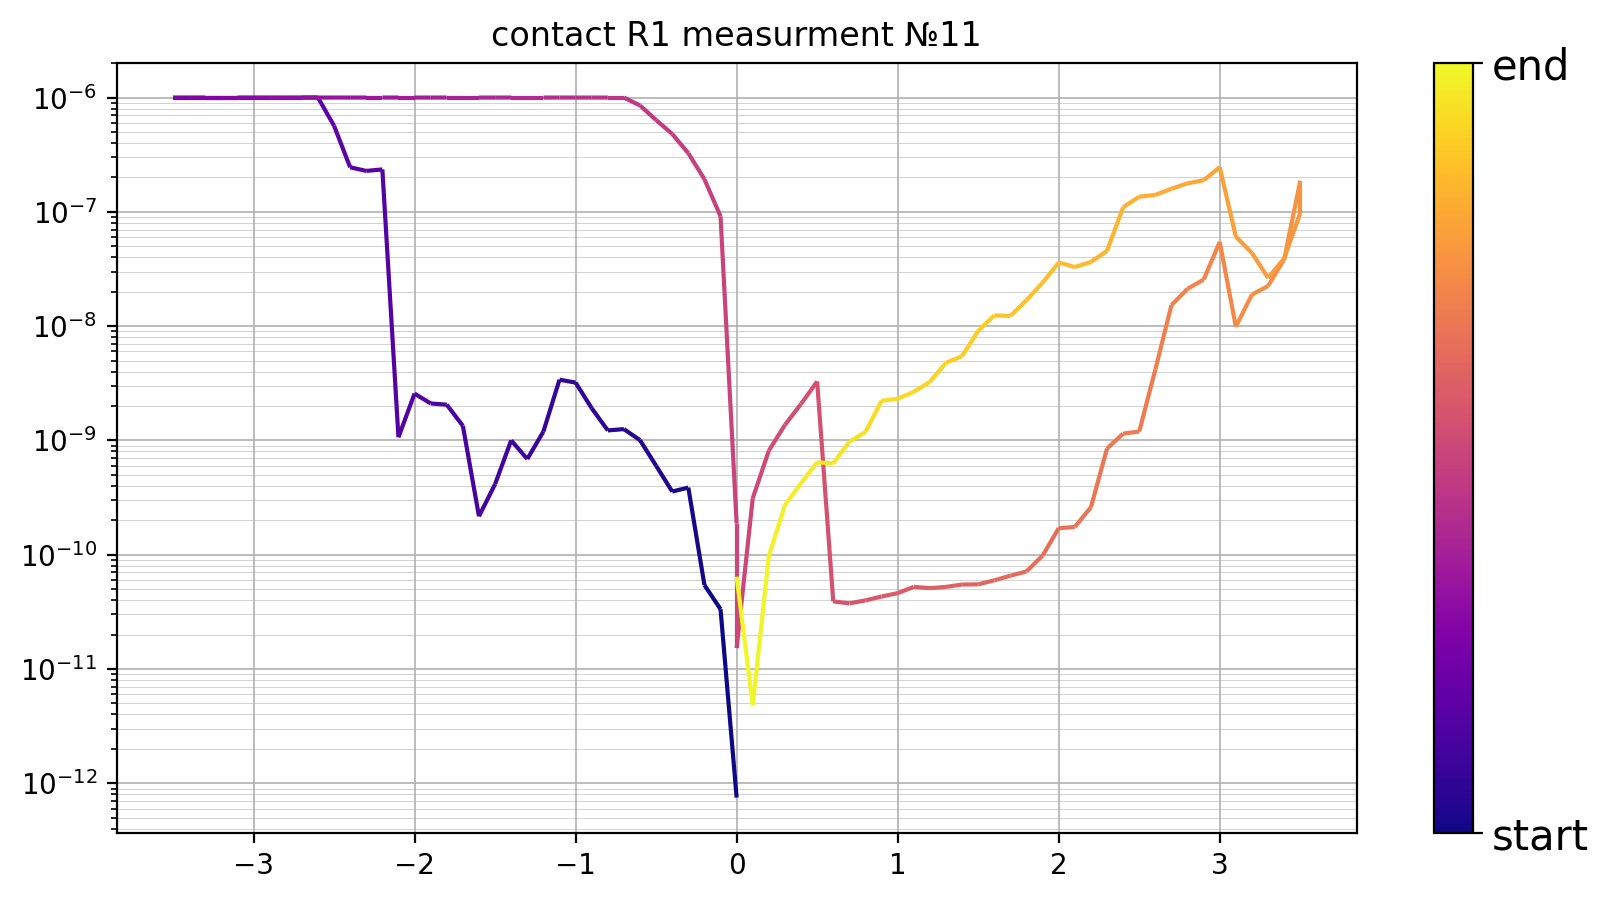 contact R1 measurment №11
10⁻⁶
10⁻⁷
10⁻⁸
10⁻⁹
10⁻¹⁰
10⁻¹¹
10⁻¹²
−3 −2 −1 0 1 2 3
end
start